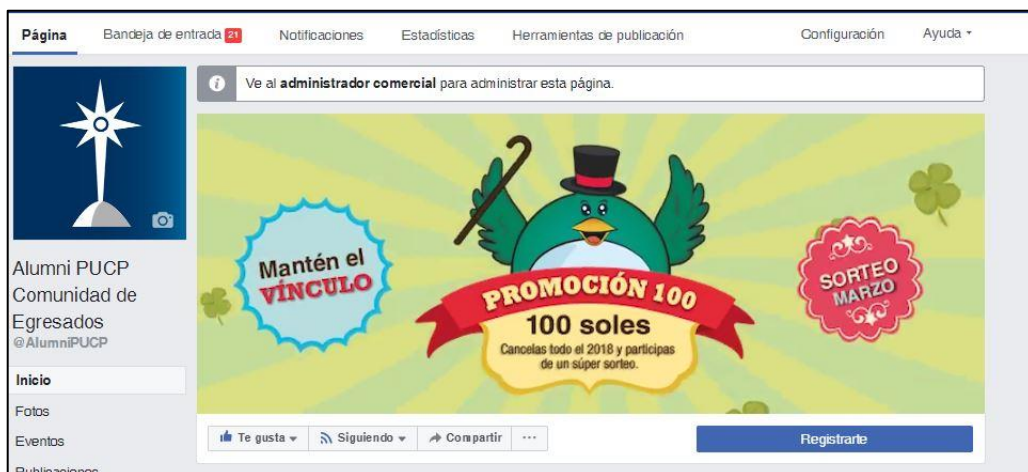 Página Bandeja de entrada 21 Notificaciones Estadísticas Herramientas de publicación Configuración Ayuda
Ve al administrador comercial para administrar esta página.
Mantén el
VÍNCULO
PROMOCIÓN 100
100 soles
Cancelas todo el 2018 y participas
de un súper sorteo.
SORTEO
MARZO
Alumni PUCP
Comunidad de
Egresados
@AlumniPUCP
Inicio
Fotos
Eventos
Publicaciones
Te gusta Siguiendo Compartir ...
Registrarte